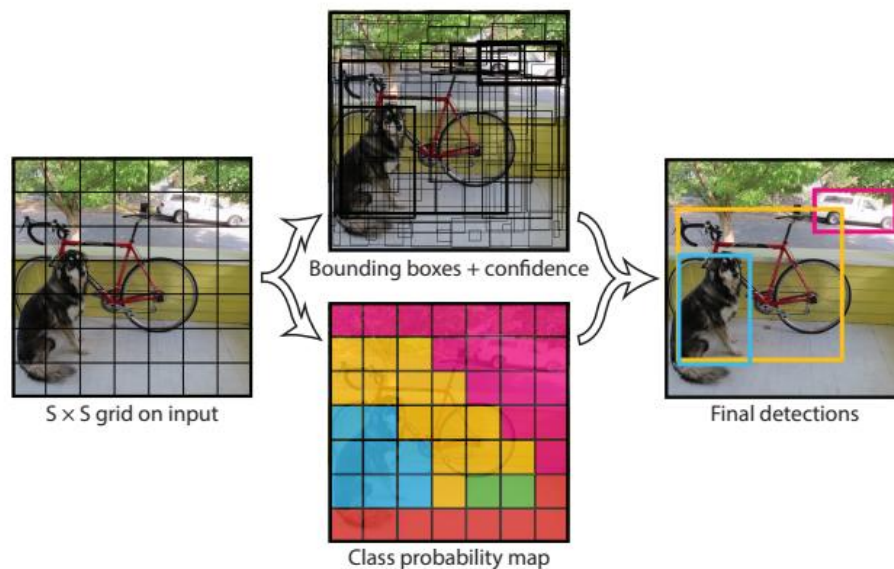 Bounding boxes + confidence
S × S grid on input
Final detections
Class probability map